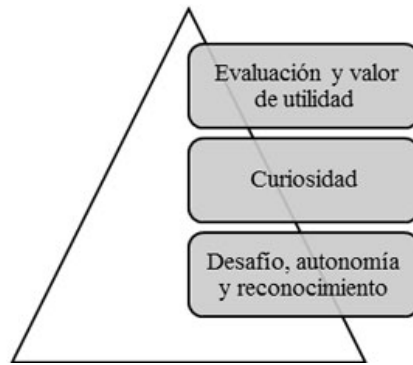 Evaluación y valor
de utilidad
Curiosidad
Desafío, autonomía
y reconocimiento